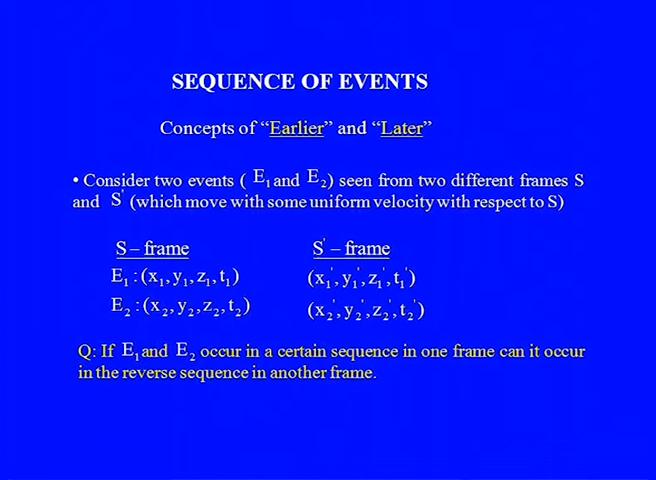 SEQUENCE OF EVENTS
Concepts of “Earlier” and “Later”
• Consider two events ( E₁ and E₂) seen from two different frames S
and S' (which move with some uniform velocity with respect to S)
S – frame S' – frame
E₁ : (x₁, y₁, z₁, t₁) (x₁', y₁', z₁', t₁')
E₂ : (x₂, y₂, z₂, t₂) (x₂', y₂', z₂', t₂')
Q: If E₁ and E₂ occur in a certain sequence in one frame can it occur
in the reverse sequence in another frame.